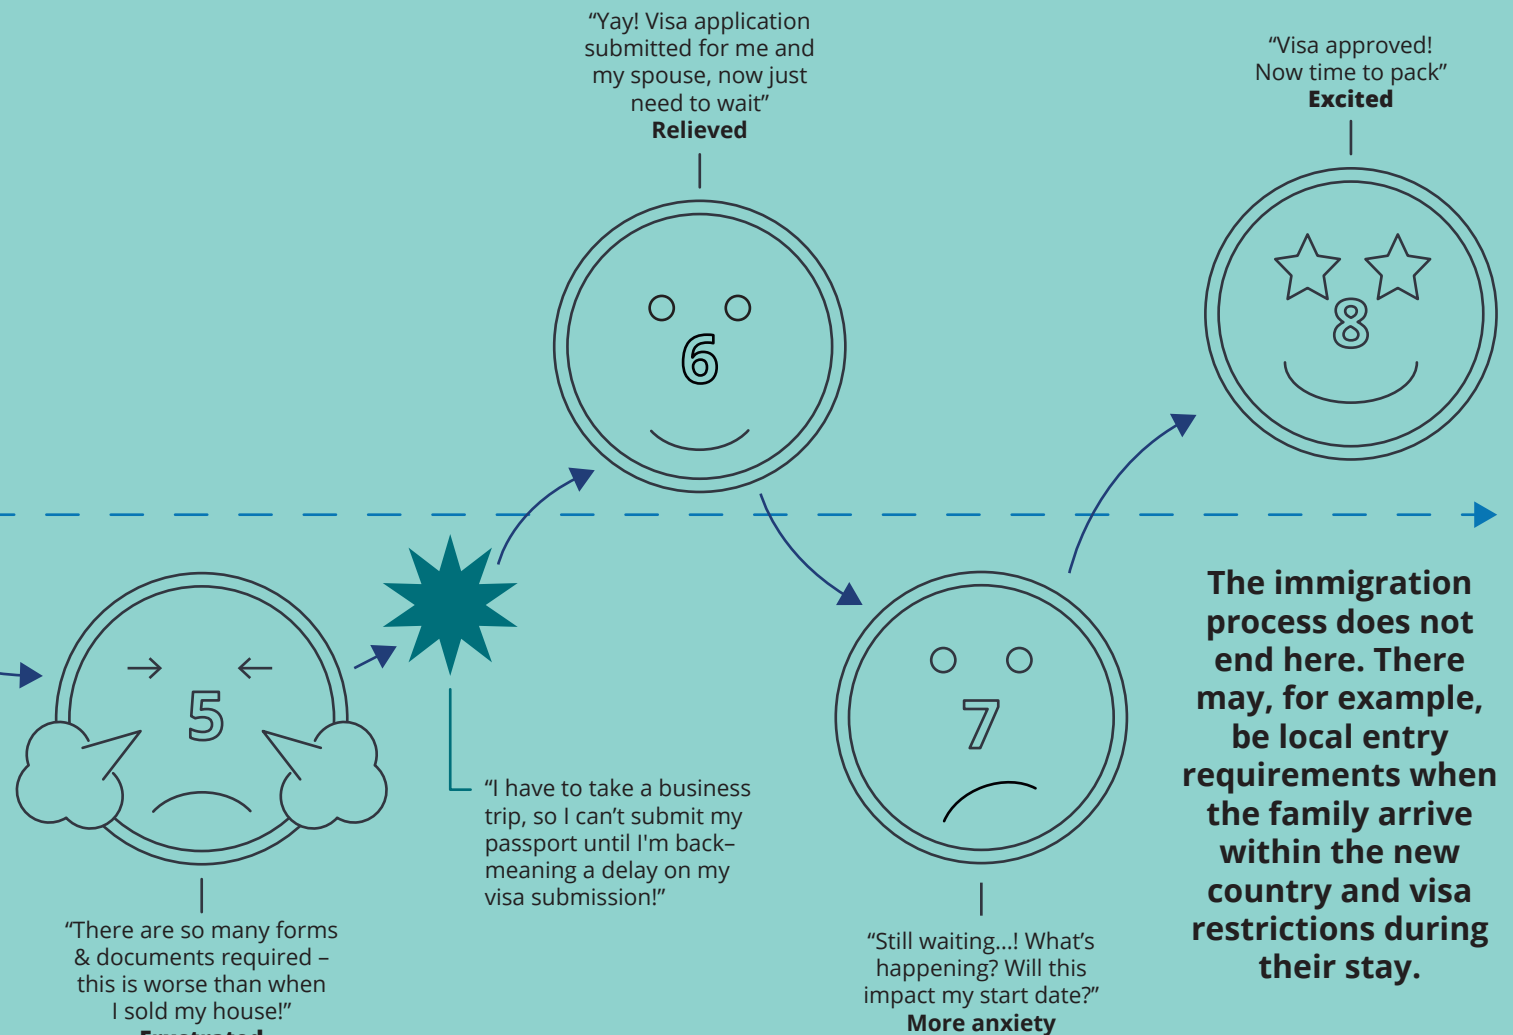 “Yay! Visa application
submitted for me and
my spouse, now just
need to wait”
Relieved
“Visa approved!
Now time to pack”
Excited
6
8
5
7
“There are so many forms
& documents required –
this is worse than when
I sold my house!”
Frustrated
“I have to take a business
trip, so I can’t submit my
passport until I'm back–
meaning a delay on my
visa submission!”
“Still waiting...! What’s
happening? Will this
impact my start date?”
More anxiety
The immigration
process does not
end here. There
may, for example,
be local entry
requirements when
the family arrive
within the new
country and visa
restrictions during
their stay.